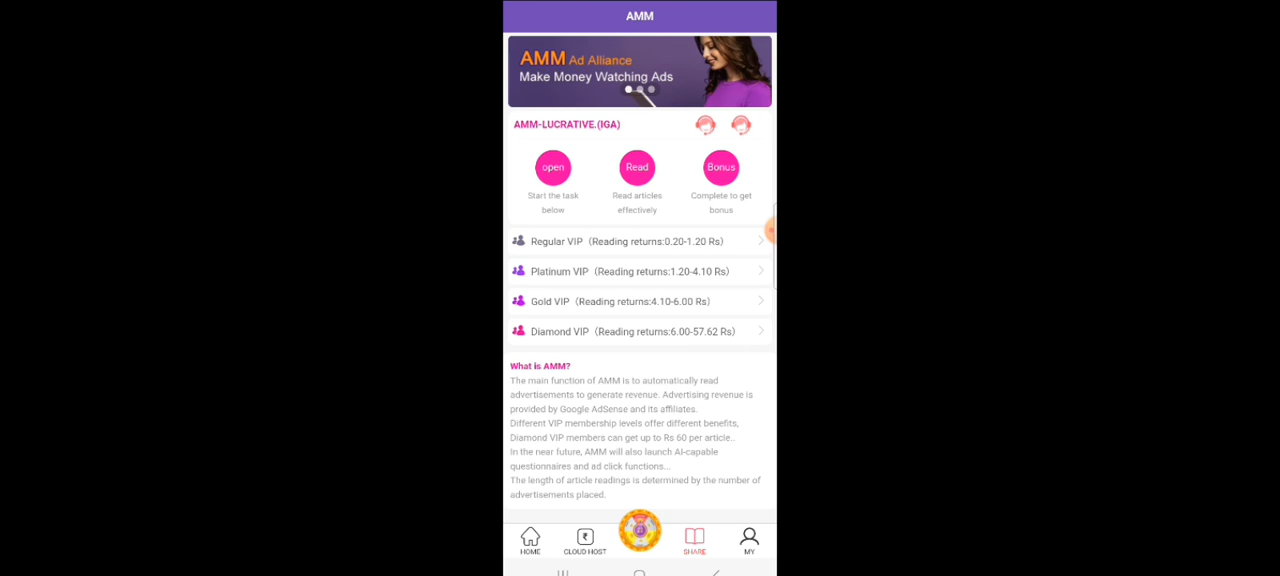 AMM
AMM Ad Alliance
Make Money Watching Ads
AMM-LUCRATIVE.(IGA)
open
Read
Bonus
Start the task
below
Read articles
effectively
Complete to get
bonus
Regular VIP（Reading returns:0.20-1.20 Rs）
Platinum VIP（Reading returns:1.20-4.10 Rs）
Gold VIP（Reading returns:4.10-6.00 Rs）
Diamond VIP（Reading returns:6.00-57.62 Rs）
What is AMM?
The main function of AMM is to automatically read
advertisements to generate revenue. Advertising revenue is
provided by Google AdSense and its affiliates.
Different VIP membership levels offer different benefits,
Diamond VIP members can get up to Rs 60 per article..
In the near future, AMM will also launch AI-capable
questionnaires and ad click functions...
The length of article readings is determined by the number of
advertisements placed.
HOME
₹
CLOUD HOST
SHARE
MY